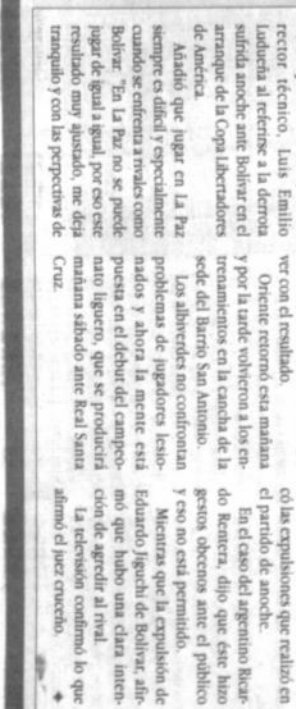 rector técnico, Luis Emilio
Ludueña al referirse a la derrota
sufrida anoche ante Bolívar en el
arranque de la Copa Libertadores
de América.
Añadió que jugar en La Paz
siempre es difícil y especialmente
cuando se enfrenta a rivales como
Bolívar. "En La Paz no se puede
jugar de igual a igual, por eso este
resultado muy ajustado, me deja
tranquilo y con las perpectivas de
ver con el resultado.
Oriente retornó esta mañana
y por la tarde volvieron a los en-
trenamientos en la cancha de la
sede del Barrio San Antonio.
Los albiverdes no confrontan
problemas de jugadores lesio-
nados y ahora la mente está
puesta en el debut del campeo-
nato liguero, que se producirá
mañana sábado ante Real Santa
Cruz.
có las expulsiones que realizó en
el partido de anoche.
En el caso del argentino Ricar-
do Rentera, dijo que éste hizo
gestos obcenos ante el público
y eso no está permitido.
Mientras que la expulsión de
Eduardo Jiguchi de Bolívar, afir-
mó que hubo una clara inten-
ción de agredir al rival.
La televisión confirmó lo que
afirmó el juez cruceño.